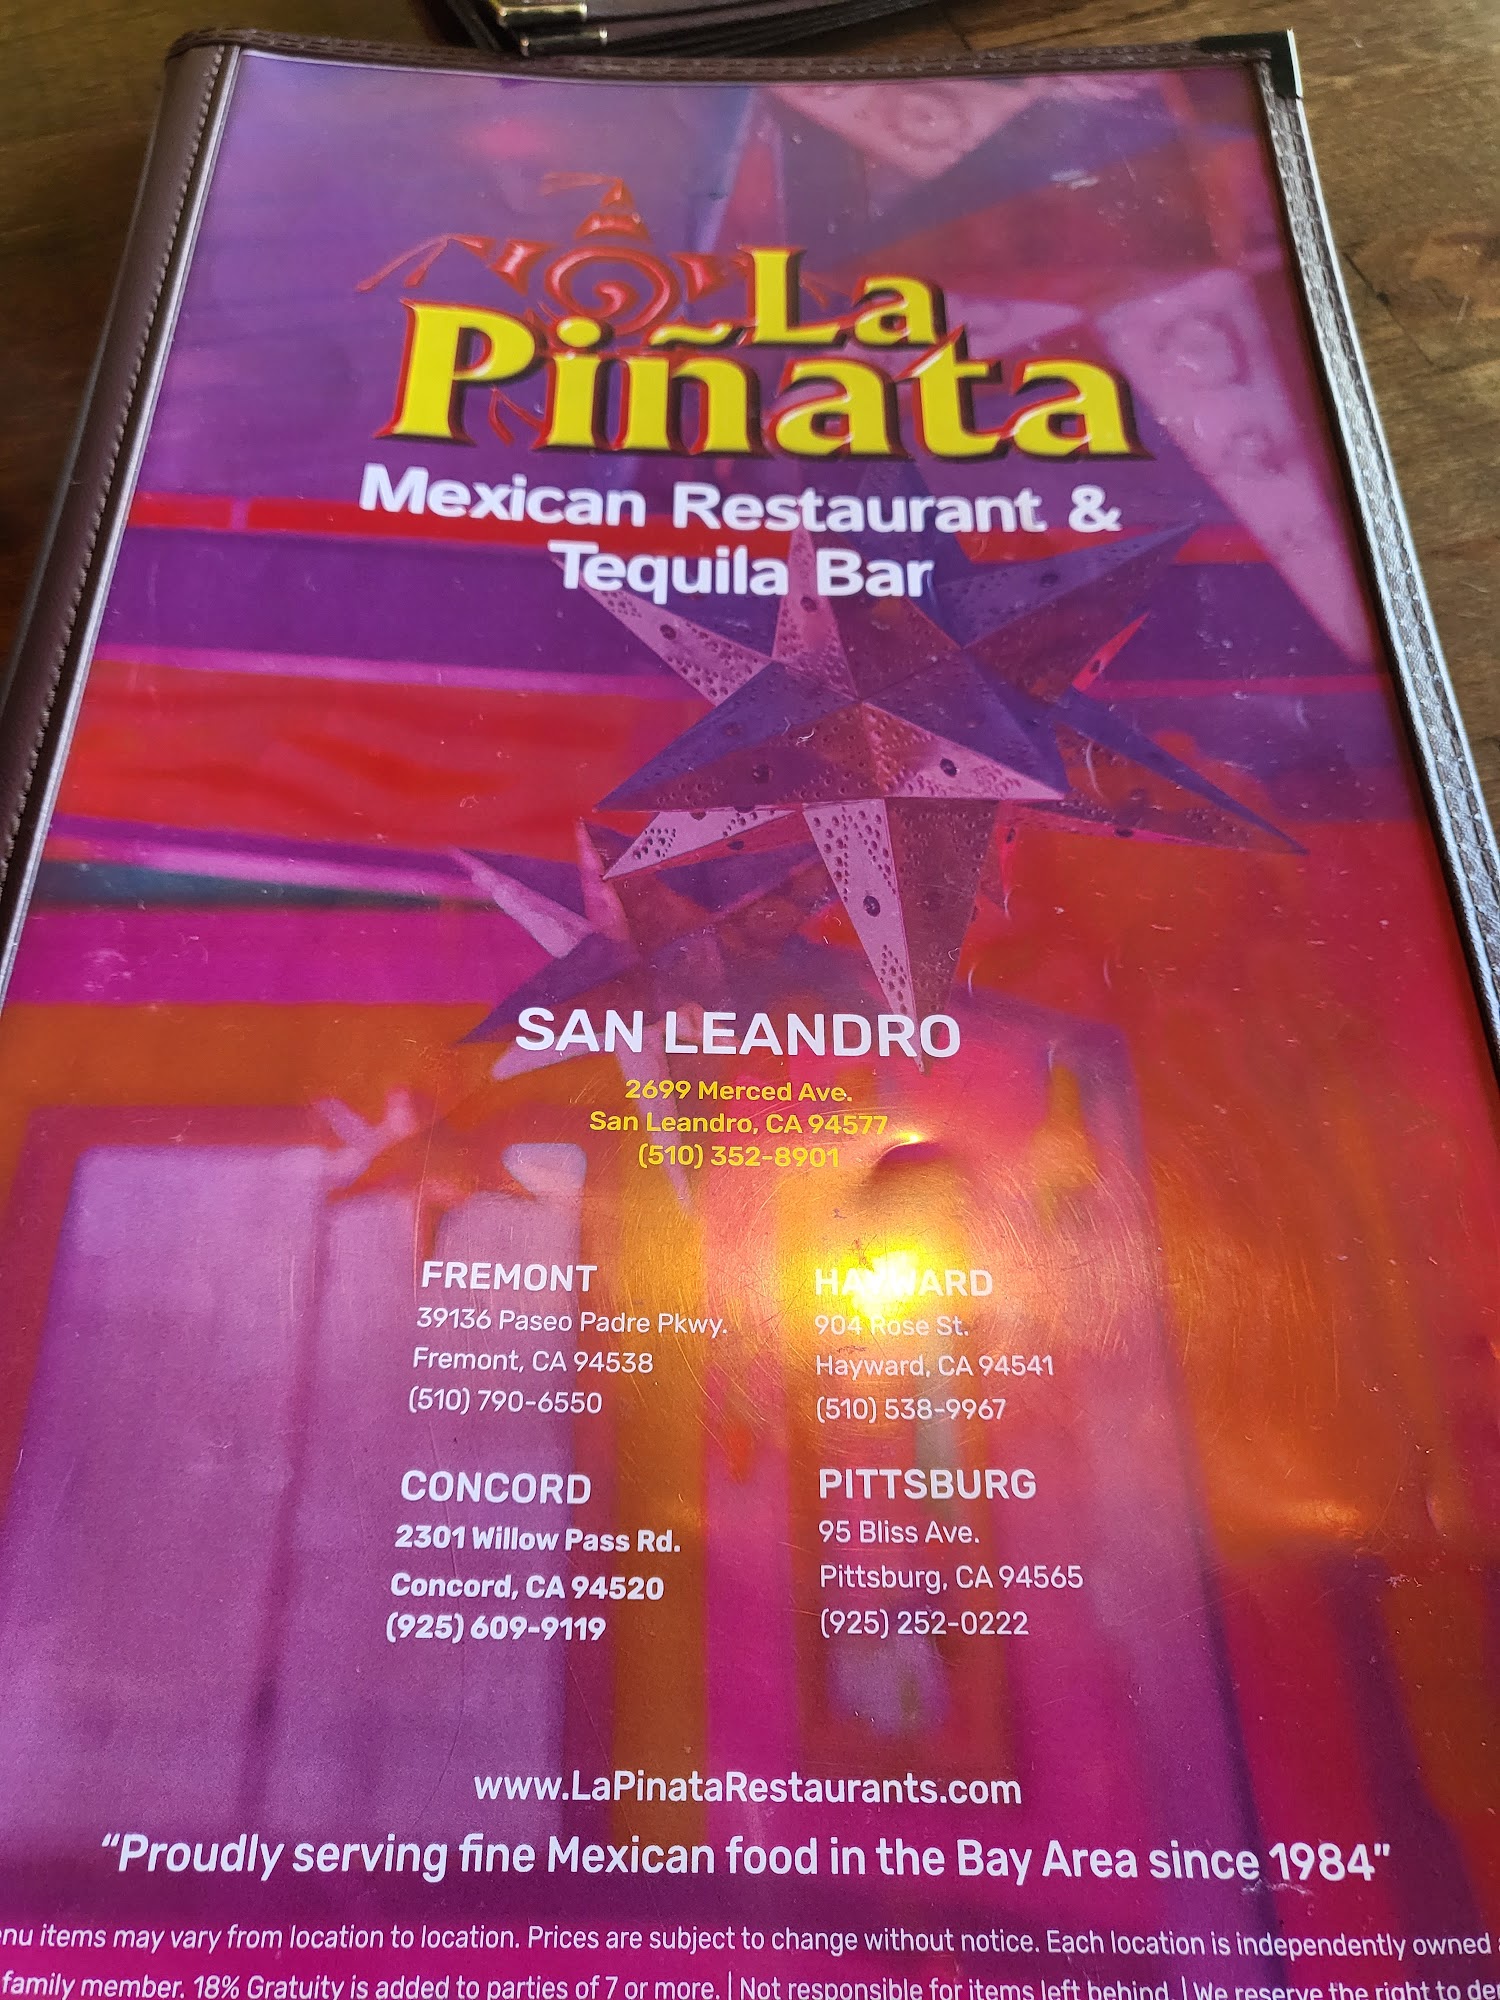 La
Piñata
Mexican Restaurant &
Tequila Bar
SAN LEANDRO
2699 Merced Ave.
San Leandro, CA 94577
(510) 352-8901
FREMONT
39136 Paseo Padre Pkwy.
Fremont, CA 94538
(510) 790-6550
HAYWARD
904 Rose St.
Hayward, CA 94541
(510) 538-9967
CONCORD
2301 Willow Pass Rd.
Concord, CA 94520
(925) 609-9119
PITTSBURG
95 Bliss Ave.
Pittsburg, CA 94565
(925) 252-0222
www.LaPinataRestaurants.com
“Proudly serving fine Mexican food in the Bay Area since 1984”
items may vary from location to location. Prices are subject to change without notice. Each location is independently owned
family member. 18% Gratuity is added to parties of 7 or more. | Not responsible for items left behind. | We reserve the right to